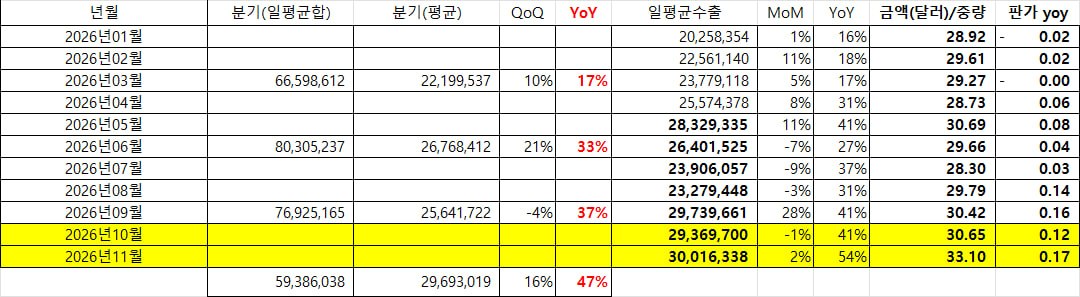 년월 분기(일평균합) 분기(평균) QoQ YoY 일평균수출 MoM YoY 금액(달러)/중량 판가 yoy
2026년01월 20,258,354 1% 16% 28.92 - 0.02
2026년02월 22,561,140 11% 18% 29.61 0.02
2026년03월 66,598,612 22,199,537 10% 17% 23,779,118 5% 17% 29.27 - 0.00
2026년04월 25,574,378 8% 31% 28.73 0.06
2026년05월 28,329,335 11% 41% 30.69 0.08
2026년06월 80,305,237 26,768,412 21% 33% 26,401,525 -7% 27% 29.66 0.04
2026년07월 23,906,057 -9% 37% 28.30 0.03
2026년08월 23,279,448 -3% 31% 29.79 0.14
2026년09월 76,925,165 25,641,722 -4% 37% 29,739,661 28% 41% 30.42 0.16
2026년10월 29,369,700 -1% 41% 30.65 0.12
2026년11월 30,016,338 2% 54% 33.10 0.17
59,386,038 29,693,019 16% 47%